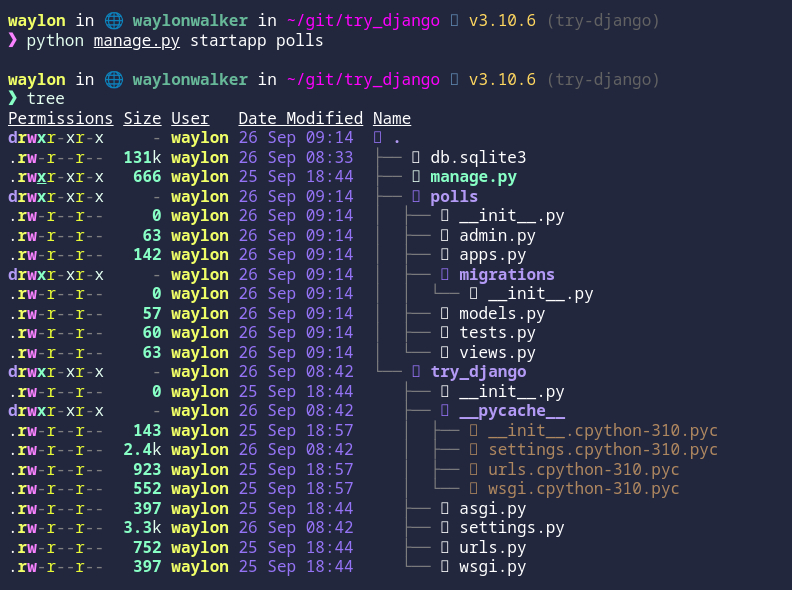 waylon in 🌐 waylonwalker in ~/git/try_django  v3.10.6 (try-django)
❯ python manage.py startapp polls
waylon in 🌐 waylonwalker in ~/git/try_django  v3.10.6 (try-django)
❯ tree
Permissions Size User   Date Modified Name
drwxr-xr-x     - waylon 26 Sep 09:14  .
.rw-r--r--  131k waylon 26 Sep 08:33  ├── db.sqlite3
.rwxr-xr-x   666 waylon 25 Sep 18:44  ├── manage.py
drwxr-xr-x     - waylon 26 Sep 09:14  ├── polls
.rw-r--r--     0 waylon 26 Sep 09:14  │  ├── __init__.py
.rw-r--r--    63 waylon 26 Sep 09:14  │  ├── admin.py
.rw-r--r--   142 waylon 26 Sep 09:14  │  ├── apps.py
drwxr-xr-x     - waylon 26 Sep 09:14  │  ├── migrations
.rw-r--r--     0 waylon 26 Sep 09:14  │  │  └── __init__.py
.rw-r--r--    57 waylon 26 Sep 09:14  │  ├── models.py
.rw-r--r--    60 waylon 26 Sep 09:14  │  ├── tests.py
.rw-r--r--    63 waylon 26 Sep 09:14  │  └── views.py
drwxr-xr-x     - waylon 26 Sep 08:42  └── try_django
.rw-r--r--     0 waylon 25 Sep 18:44     ├── __init__.py
drwxr-xr-x     - waylon 26 Sep 08:42     ├── __pycache__
.rw-r--r--   143 waylon 25 Sep 18:57     │  ├── __init__.cpython-310.pyc
.rw-r--r--  2.4k waylon 26 Sep 08:42     │  ├── settings.cpython-310.pyc
.rw-r--r--   923 waylon 25 Sep 18:57     │  ├── urls.cpython-310.pyc
.rw-r--r--   552 waylon 25 Sep 18:57     │  └── wsgi.cpython-310.pyc
.rw-r--r--   397 waylon 25 Sep 18:44     ├── asgi.py
.rw-r--r--  3.3k waylon 26 Sep 08:42     ├── settings.py
.rw-r--r--   752 waylon 25 Sep 18:44     ├── urls.py
.rw-r--r--   397 waylon 25 Sep 18:44     └── wsgi.py